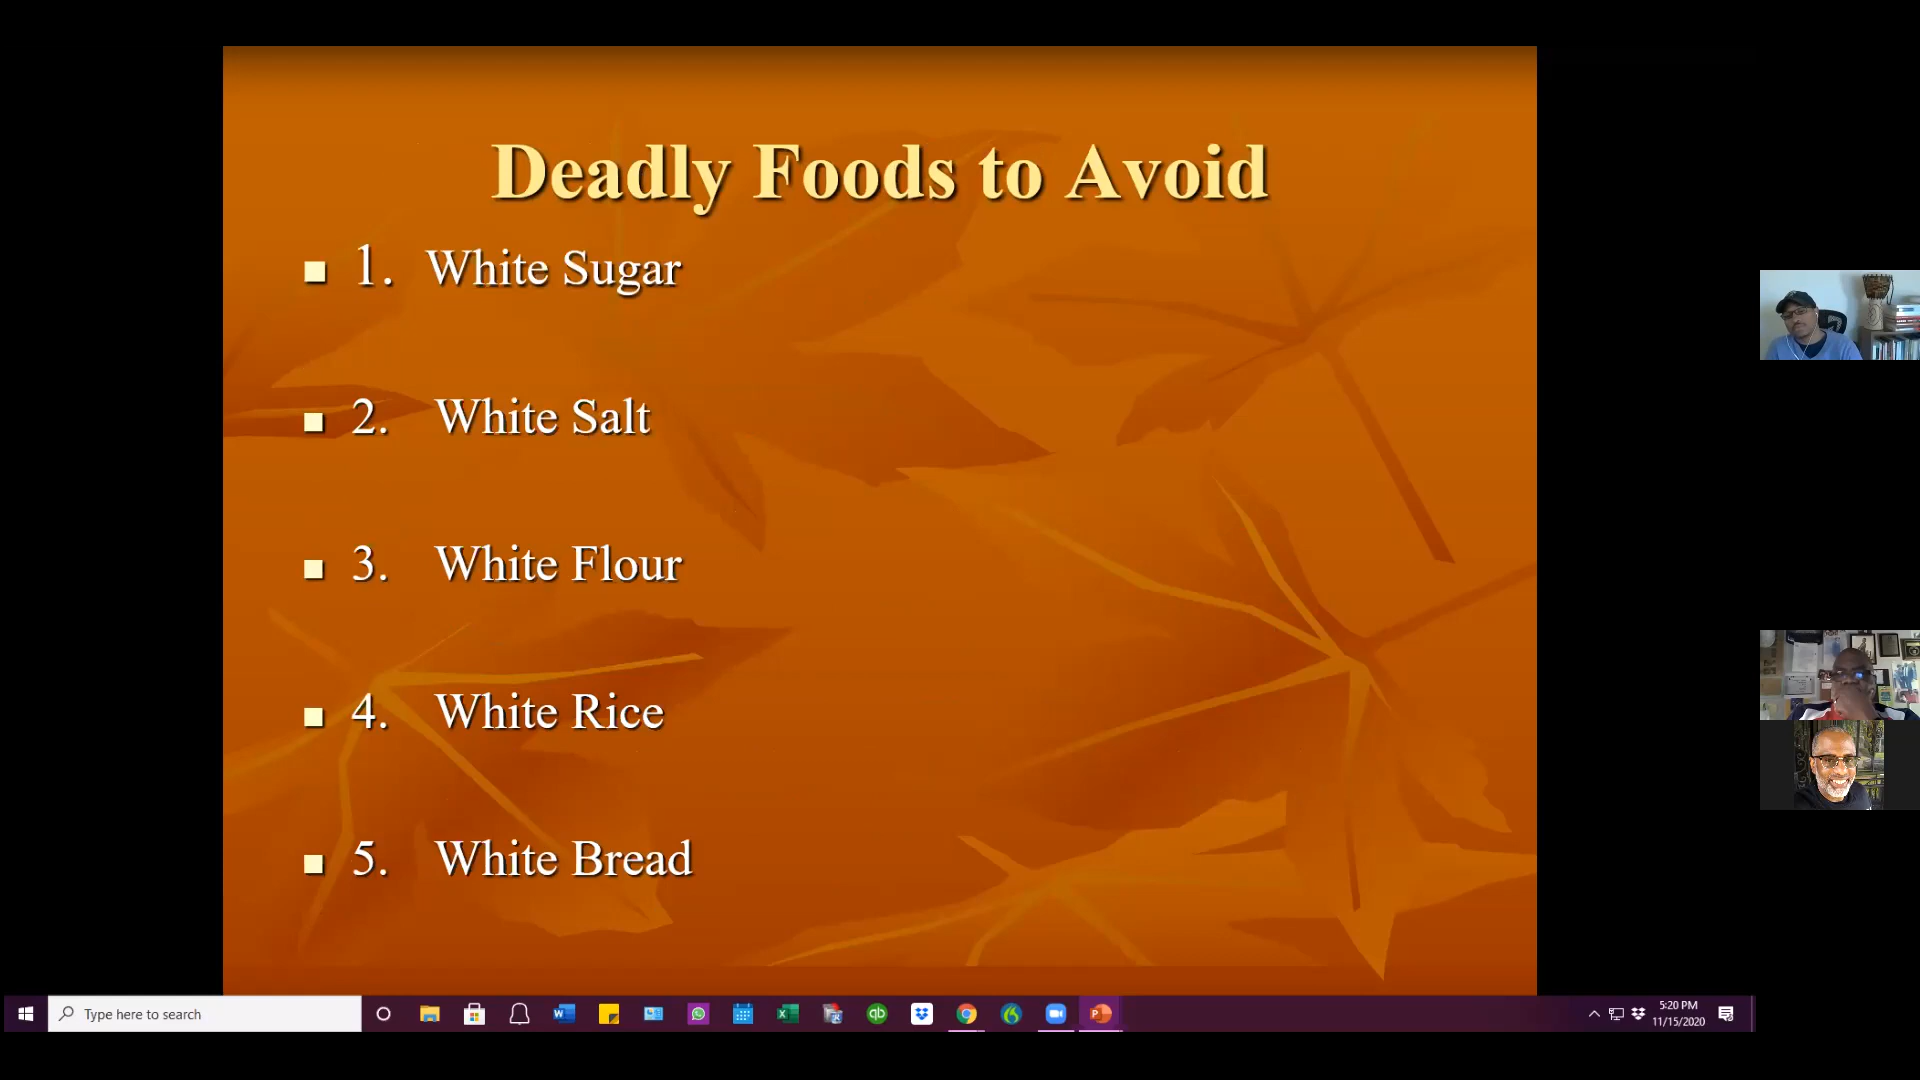 Deadly Foods to Avoid
1. White Sugar
2. White Salt
3. White Flour
4. White Rice
5. White Bread
Type here to search
5:20 PM
11/15/2020